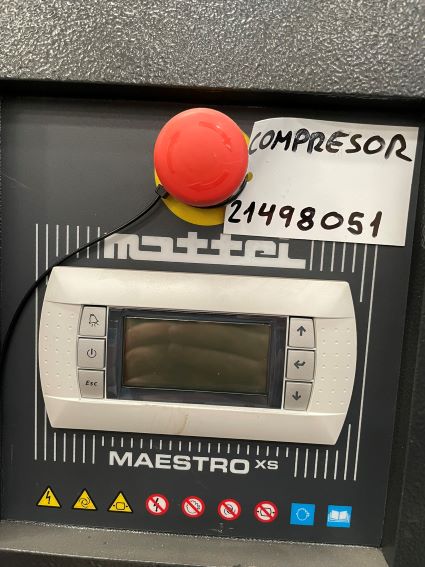 COMPRESOR
21498051
mattei
Esc
MAESTRO XS